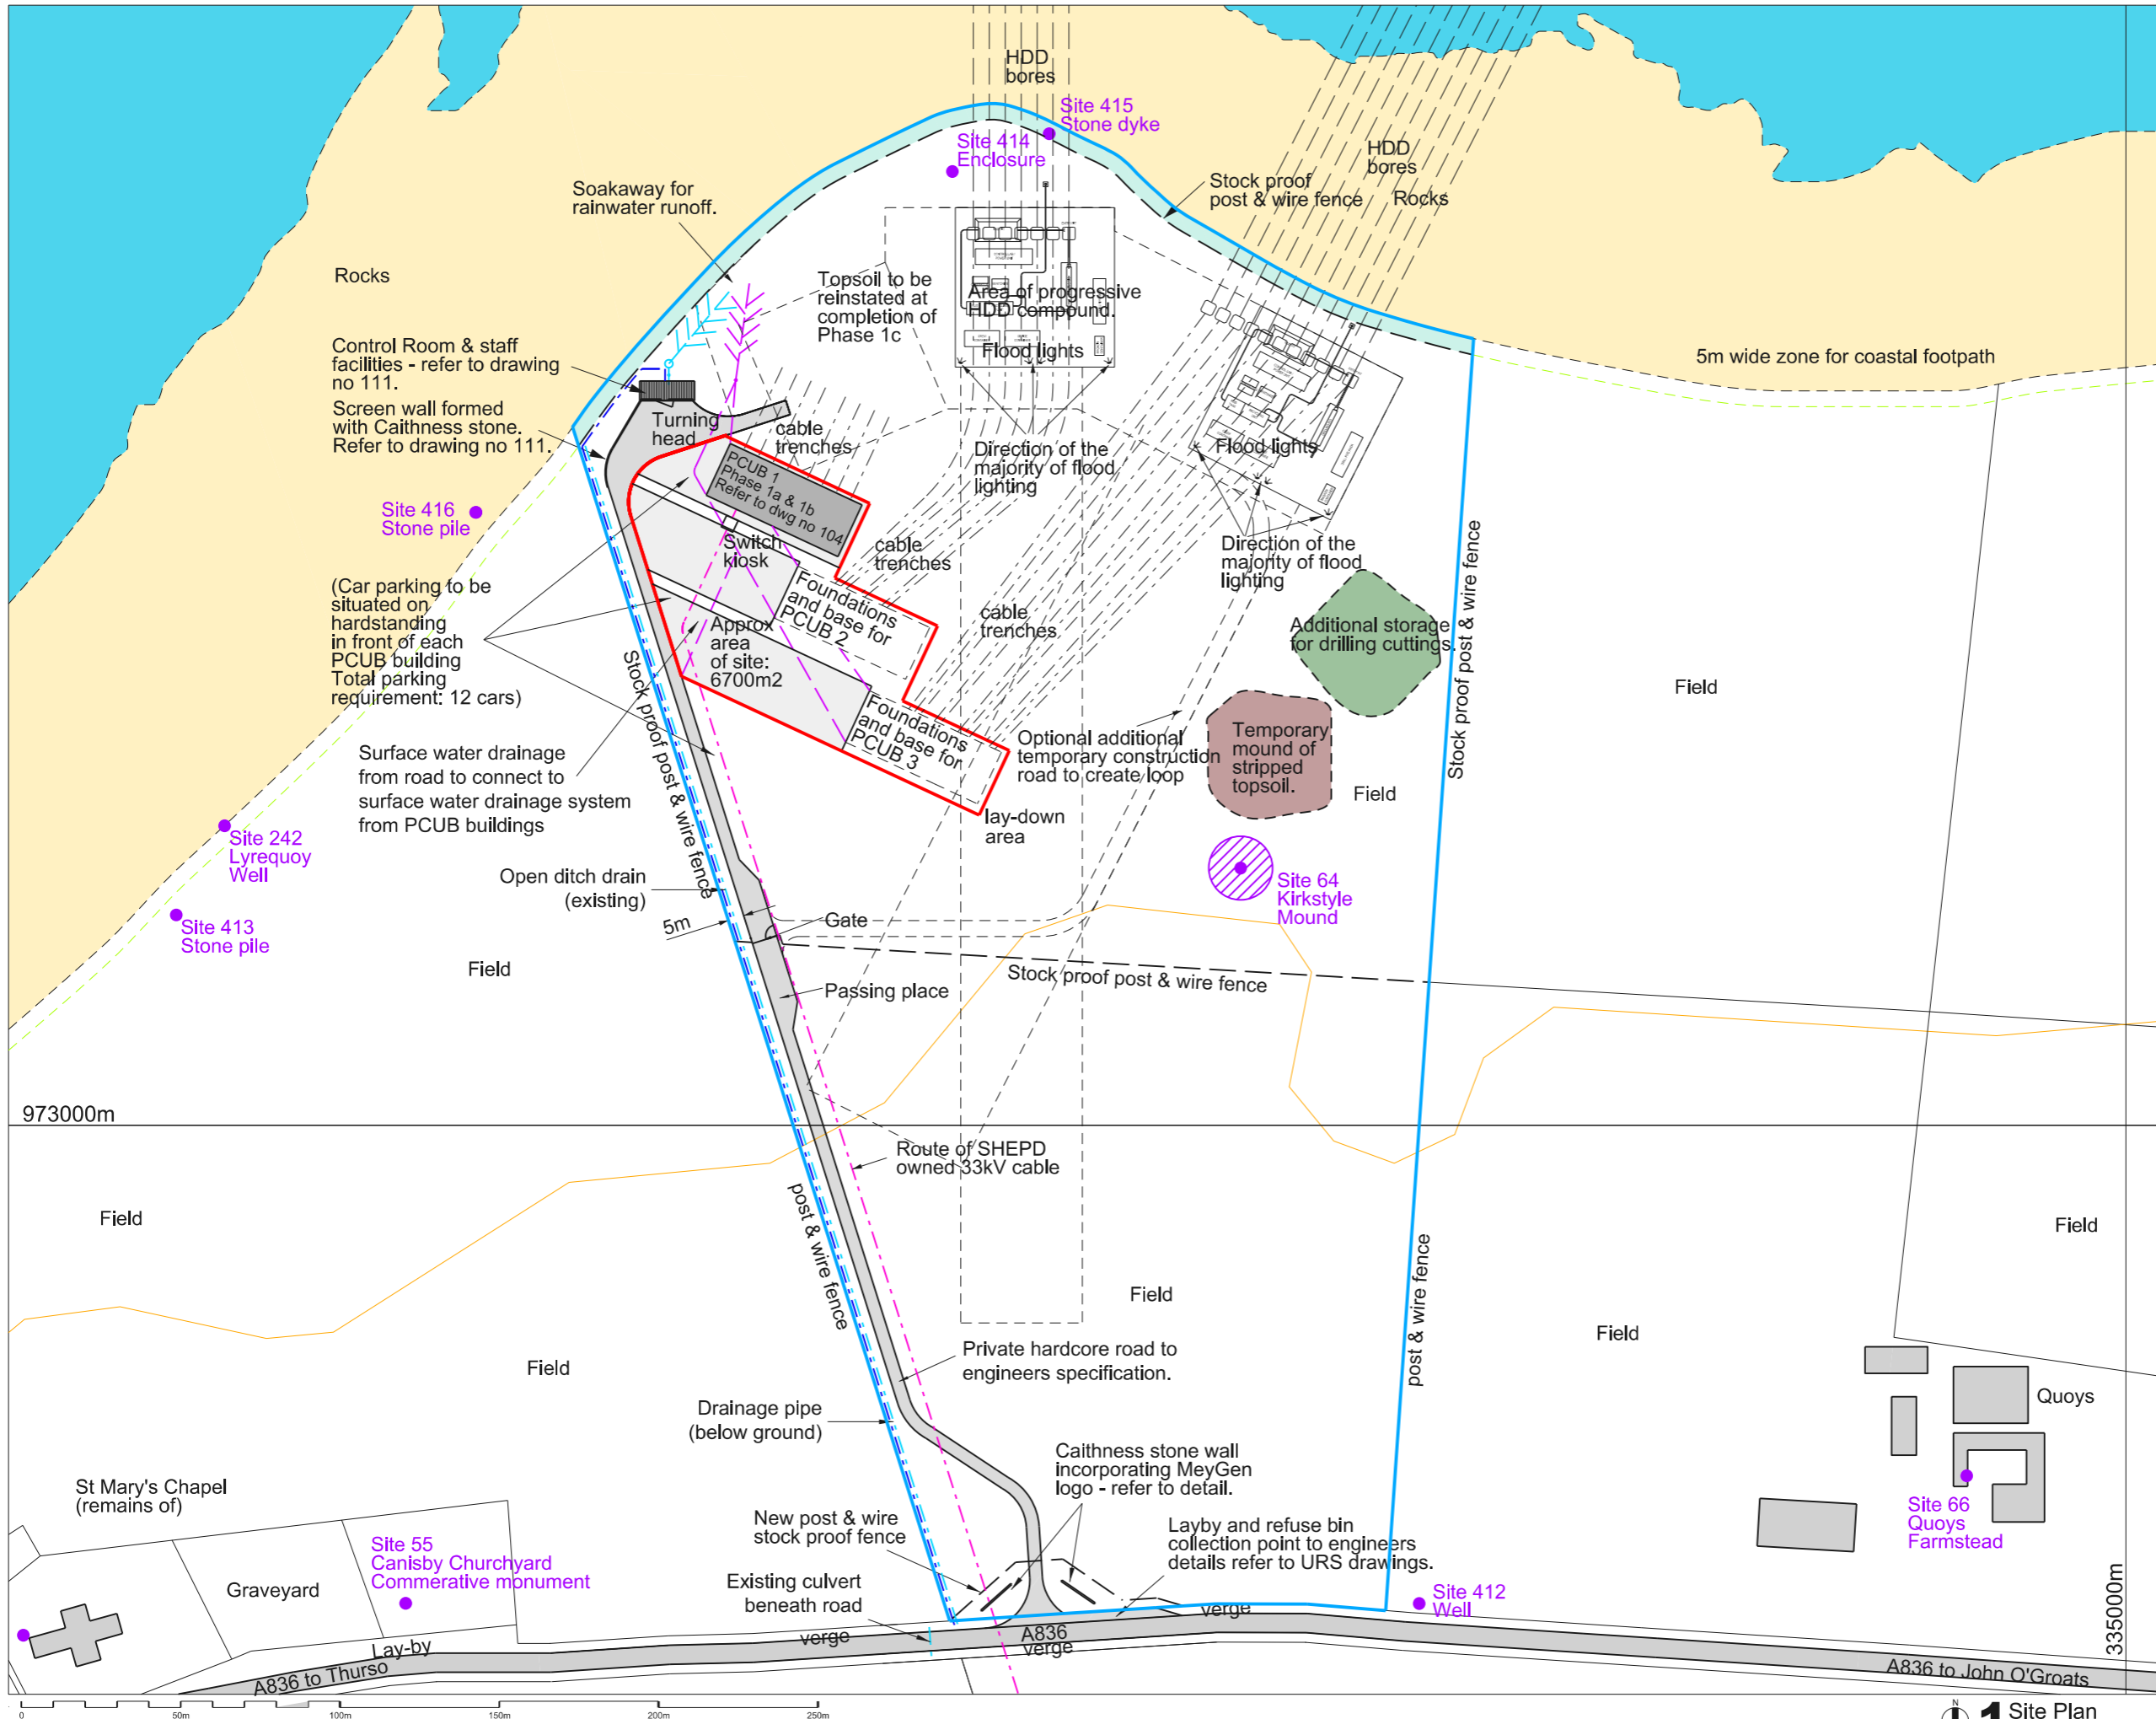 HDD
bores
Site 415
Stone dyke
Site 414
Enclosure
HDD
bores
Stock proof
post & wire fence
Rocks
Soakaway for
rainwater runoff.
Rocks
Topsoil to be
reinstated at
completion of
Phase 1c
Area of progressive
HDD compound.
Flood lights
5m wide zone for coastal footpath
Control Room & staff
facilities - refer to drawing
no 111.
Screen wall formed
with Caithness stone.
Refer to drawing no 111.
Turning
head
cable
trenches
Direction of the
majority of flood
lighting
Flood lights
PCUB 1
Phase 1a & 1b
Refer to dwg no 104
Site 416
Stone pile
Switch
kiosk
cable
trenches
Direction of the
majority of flood
lighting
Stock proof post & wire fence
(Car parking to be
situated on
hardstanding
in front of each
PCUB building
Total parking
requirement: 12 cars)
Foundations
and base for
PCUB 2
Approx
area
of site:
6700m2
cable
trenches
Additional storage
for drilling cuttings.
Field
Stock proof post & wire fence
Foundations
and base for
PCUB 3
Optional additional
temporary construction
road to create loop
Temporary
mound of
stripped
topsoil.
Field
Surface water drainage
from road to connect to
surface water drainage system
from PCUB buildings
lay-down
area
Site 242
Lyrequoy
Well
Open ditch drain
(existing)
Site 64
Kirkstyle
Mound
Site 413
Stone pile
5m
Gate
Field
Stock proof post & wire fence
Passing place
973000m
Route of SHEPD
owned 33kV cable
post & wire fence
Field
Field
post & wire fence
Field
Field
Field
Private hardcore road to
engineers specification.
Quoys
Drainage pipe
(below ground)
Caithness stone wall
incorporating MeyGen
logo - refer to detail.
St Mary's Chapel
(remains of)
New post & wire
stock proof fence
Layby and refuse bin
collection point to engineers
details refer to URS drawings.
Site 66
Quoys
Farmstead
Site 55
Canisby Churchyard
Commerative monument
Graveyard
Existing culvert
beneath road
Site 412
Well
verge
335000m
verge
A836
verge
Lay-by
A836 to Thurso
A836 to John O'Groats
0
50m
100m
150m
200m
250m
N
1 Site Plan